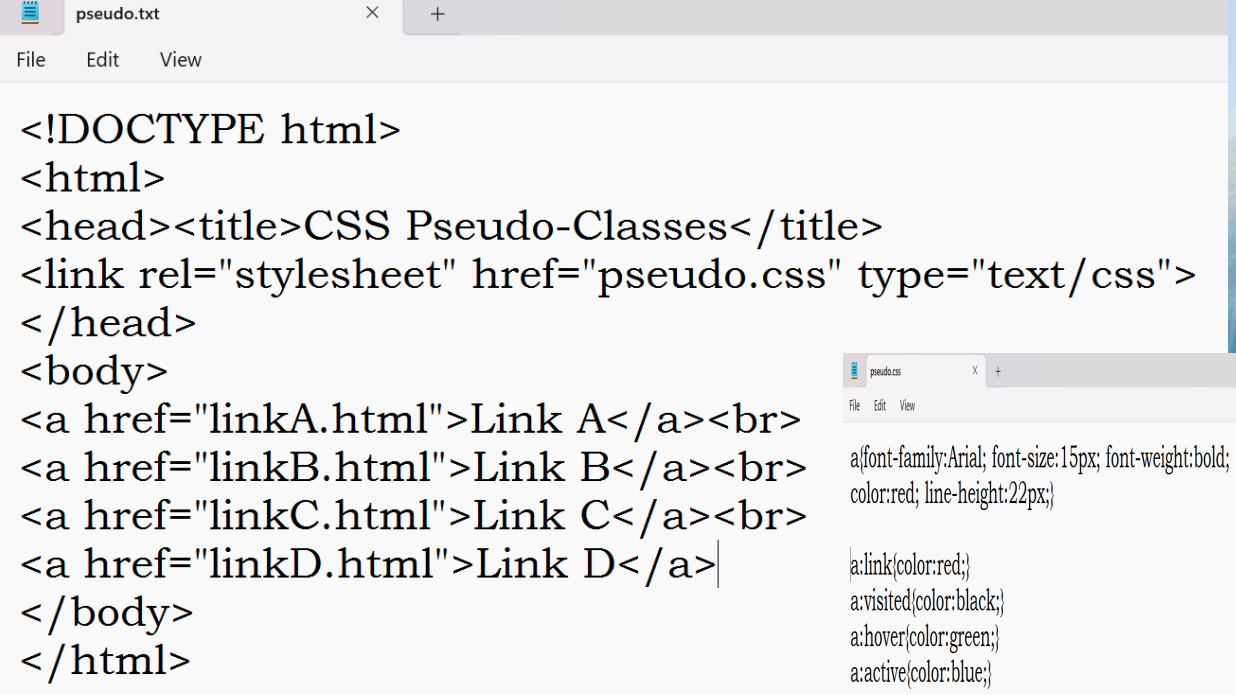 pseudo.txt
File Edit View
<!DOCTYPE html>
<html>
<head><title>CSS Pseudo-Classes</title>
<link rel="stylesheet" href="pseudo.css" type="text/css">
</head>
<body>
<a href="linkA.html">Link A</a><br>
<a href="linkB.html">Link B</a><br>
<a href="linkC.html">Link C</a><br>
<a href="linkD.html">Link D</a>
</body>
</html>
pseudo.css
File Edit View
a{font-family:Arial; font-size:15px; font-weight:bold;
color:red; line-height:22px;}
a:link{color:red;}
a:visited{color:black;}
a:hover{color:green;}
a:active{color:blue;}